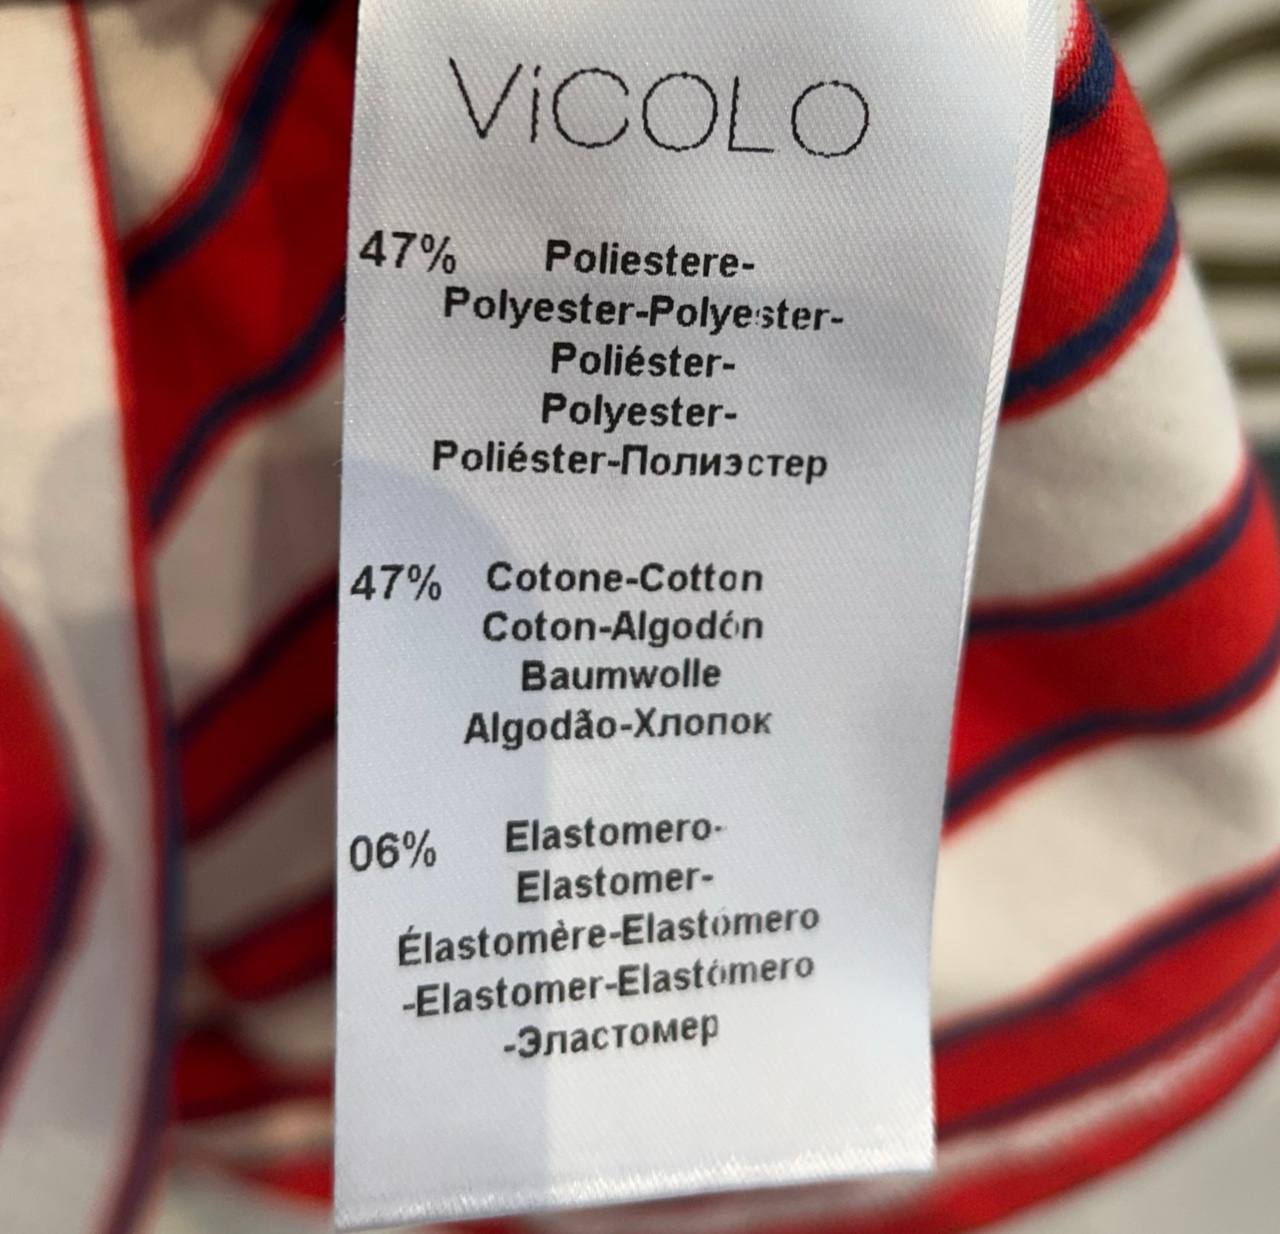 ViCOLO
47% Poliestere-
Polyester-Polyester-
Poliéster-
Polyester-
Poliéster-Полиэстер
47% Cotone-Cotton
Coton-Algodón
Baumwolle
Algodão-Хлопок
06% Elastomero-
Elastomer-
Élastomère-Elastómero
-Elastomer-Elastómero
-Эластомер